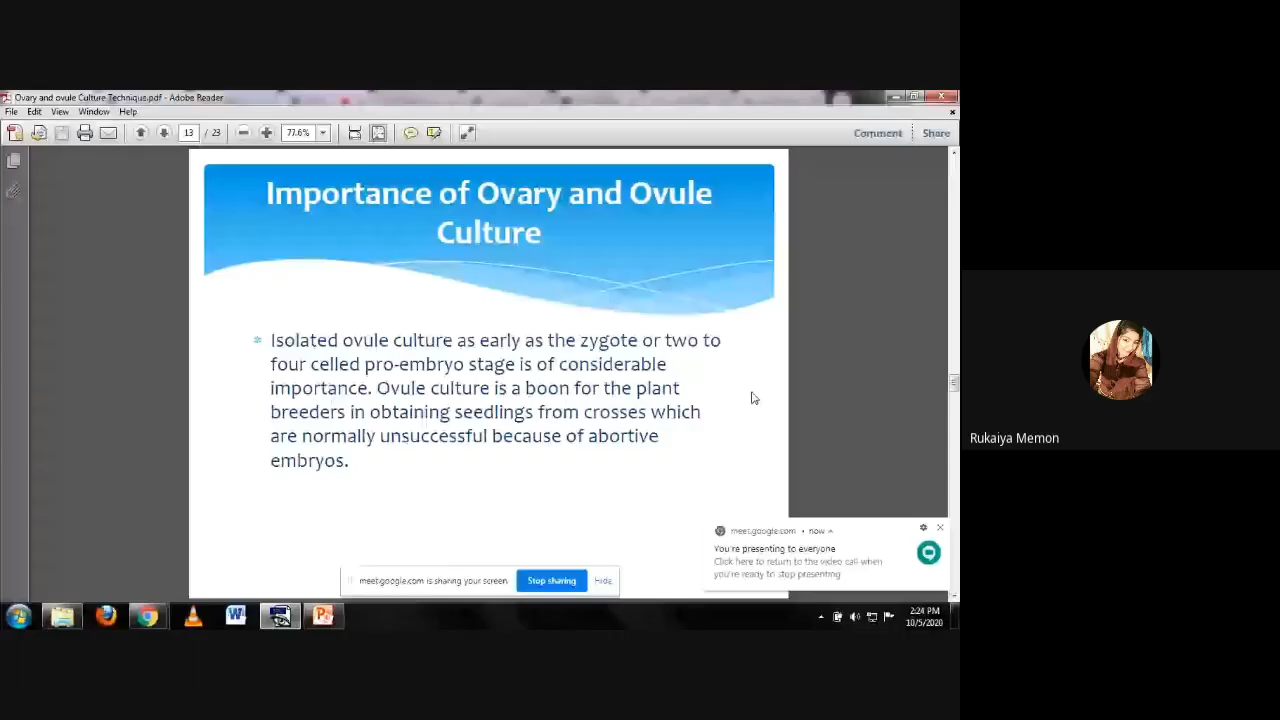 Ovary and ovule Culture Technique.pdf - Adobe Reader
File Edit View Window Help
13 / 23 77.6% Comment Share
Importance of Ovary and Ovule
Culture
Isolated ovule culture as early as the zygote or two to
four celled pro-embryo stage is of considerable
importance. Ovule culture is a boon for the plant
breeders in obtaining seedlings from crosses which
are normally unsuccessful because of abortive
embryos.
Rukaiya Memon
meet.google.com • now
You're presenting to everyone
Click here to return to the video call when
you're ready to stop presenting
meet.google.com is sharing your screen. Stop sharing Hide
2:24 PM
10/5/2020